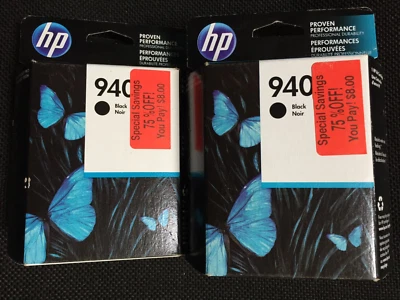 hp
PROVEN
PERFORMANCE
PROFESSIONAL DURABILITY
PERFORMANCES
ÉPROUVÉES
940
Black
Noir
Special Savings
75 %OFF!
You Pay! $8.00
hp
PROVEN
PERFORMANCE
PROFESSIONAL DURABILITY
PERFORMANCES
ÉPROUVÉES
940
Black
Noir
Special Savings
75 %OFF!
You Pay! $8.00